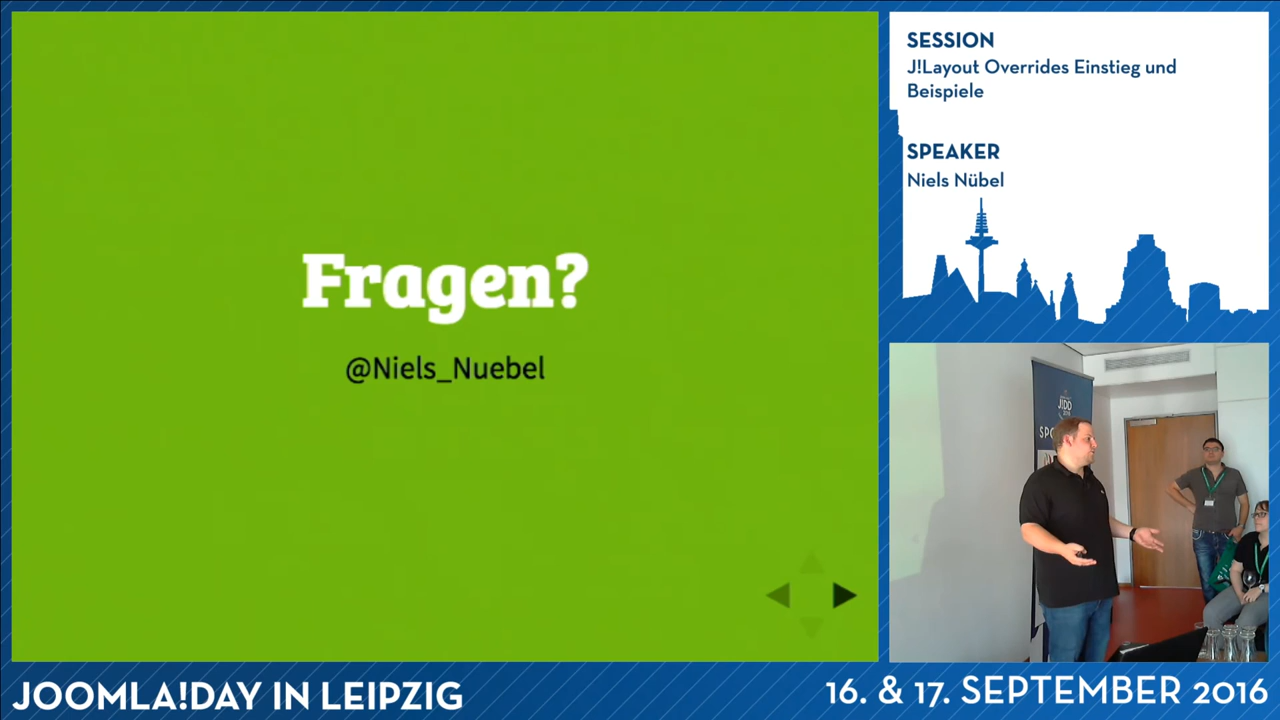 Fragen?
@Niels_Nuebel
SESSION
J!Layout Overrides Einstieg und
Beispiele
SPEAKER
Niels Nübel
J!DD
JOOMLA!DAY IN LEIPZIG
16. & 17. SEPTEMBER 2016